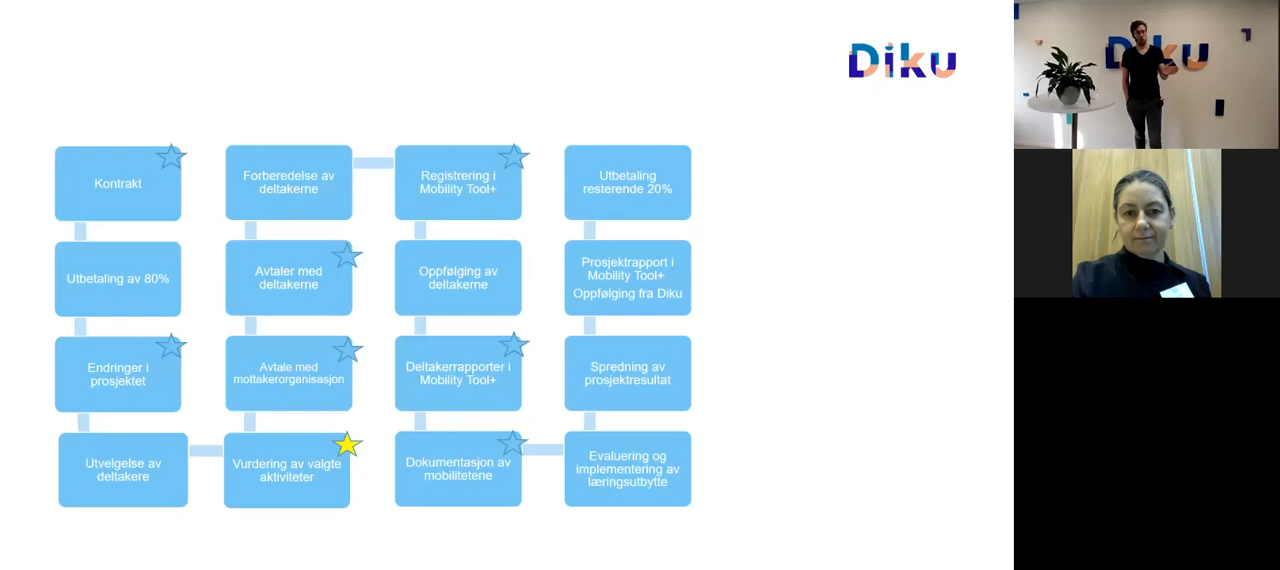 Diku
Kontrakt
Utbetaling av 80%
Endringer i
prosjektet
Utvelgelse av
deltakere
Vurdering av valgte
aktiviteter
Avtale med
mottakerorganisasjon
Avtaler med
deltakerne
Forberedelse av
deltakerne
Registrering i
Mobility Tool+
Oppfølging av
deltakerne
Deltakerrapporter i
Mobility Tool+
Dokumentasjon av
mobilitetene
Evaluering og
implementering av
læringsutbytte
Spredning av
prosjektresultat
Prosjektrapport i
Mobility Tool+
Oppfølging fra Diku
Utbetaling
resterende 20%
Diku